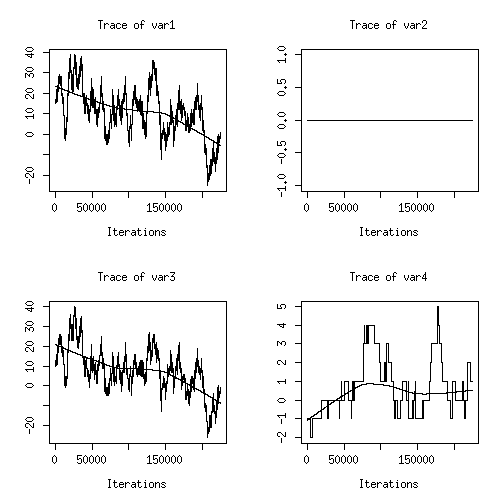 Trace of var1
Trace of var2
40
30
20
10
0
-20
1.0
0.5
0.0
-0.5
-1.0
0 50000 150000
0 50000 150000
Iterations
Iterations
Trace of var3
Trace of var4
40
30
20
10
0
-20
5
4
3
2
1
0
-1
-2
0 50000 150000
0 50000 150000
Iterations
Iterations